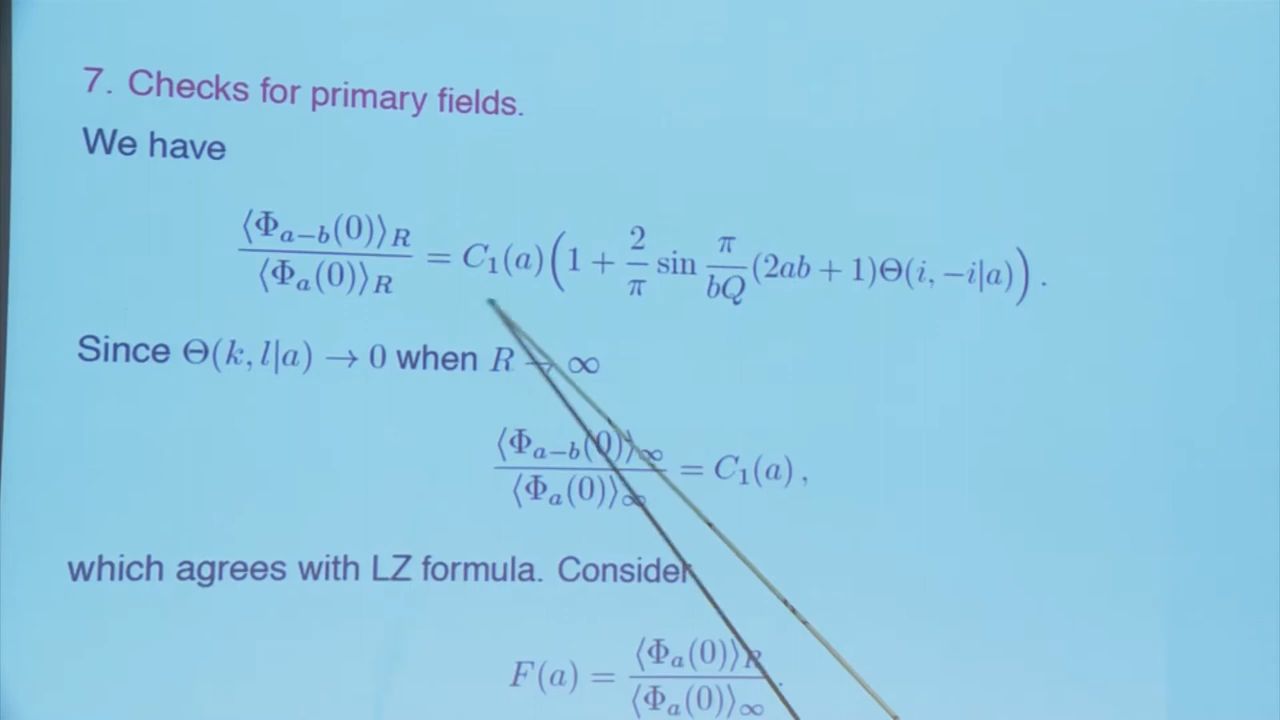 7. Checks for primary fields.
We have
⟨Φ_{a−b}(0)⟩_R / ⟨Φ_a(0)⟩_R = C_1(a)(1 + 2/π sin π/bQ (2ab + 1)Θ(i, −i|a)) .
Since Θ(k, l|a) → 0 when R → ∞
⟨Φ_{a−b}(0)⟩_∞ / ⟨Φ_a(0)⟩_∞ = C_1(a) ,
which agrees with LZ formula. Consider
F(a) = ⟨Φ_a(0)⟩_R / ⟨Φ_a(0)⟩_∞ .